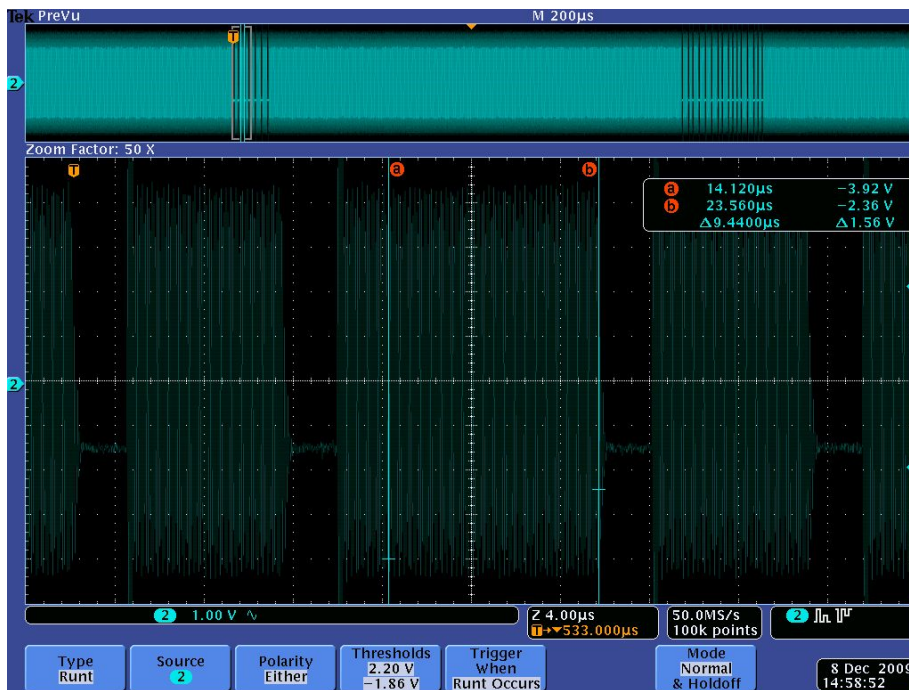 Tek PreVu M 200µs
T
2
Zoom Factor: 50 X
T a b
a 14.120µs −3.92 V
b 23.560µs −2.36 V
Δ9.4400µs Δ1.56 V
2
2 1.00 V
Z 4.00µs
T 533.000µs
50.0MS/s
100k points
2
Type
Runt
Source
2
Polarity
Either
Thresholds
2.20 V
−1.86 V
Trigger
When
Runt Occurs
Mode
Normal
& Holdoff
8 Dec 2009
14:58:52